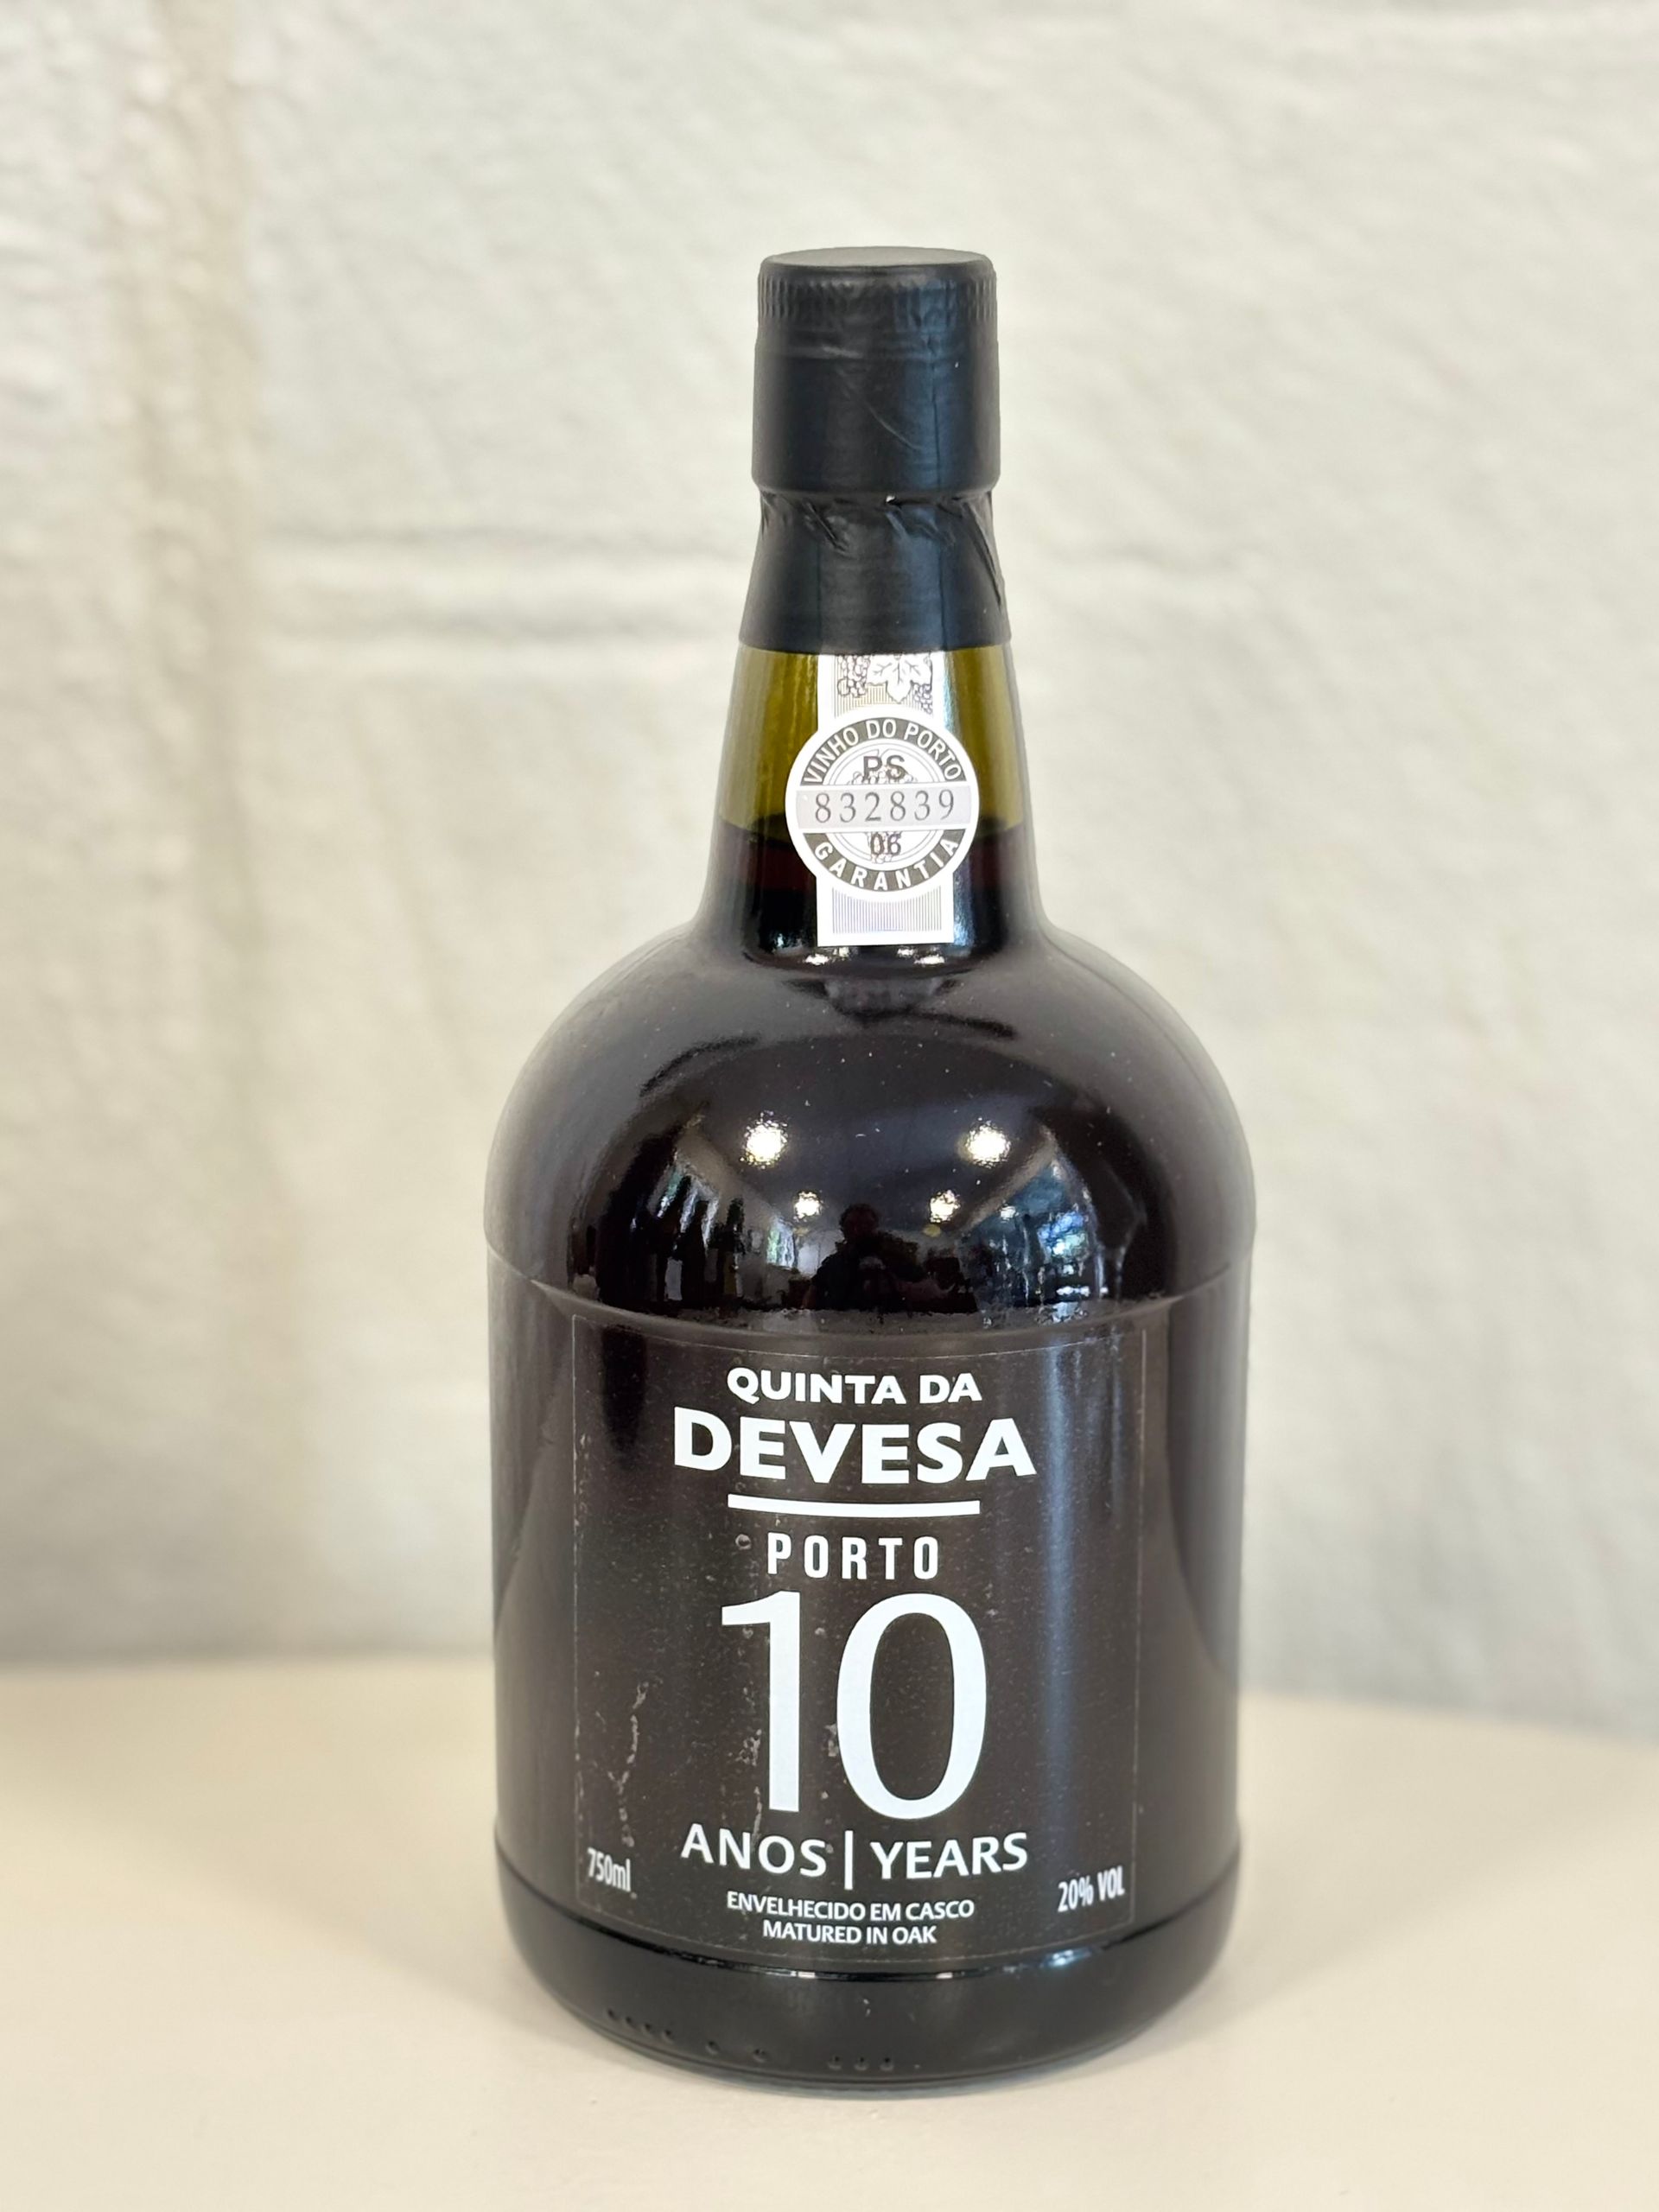 VINHO DO PORTO
PS
832839
06
GARANTIA
QUINTA DA
DEVESA
PORTO
10
ANOS | YEARS
750ml
20% VOL
ENVELHECIDO EM CASCO
MATURED IN OAK